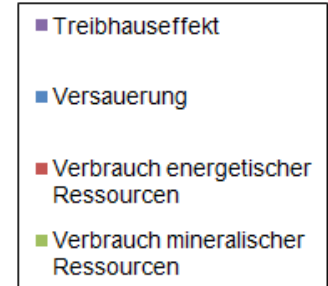 Treibhauseffekt
Versauerung
Verbrauch energetischer
Ressourcen
Verbrauch mineralischer
Ressourcen